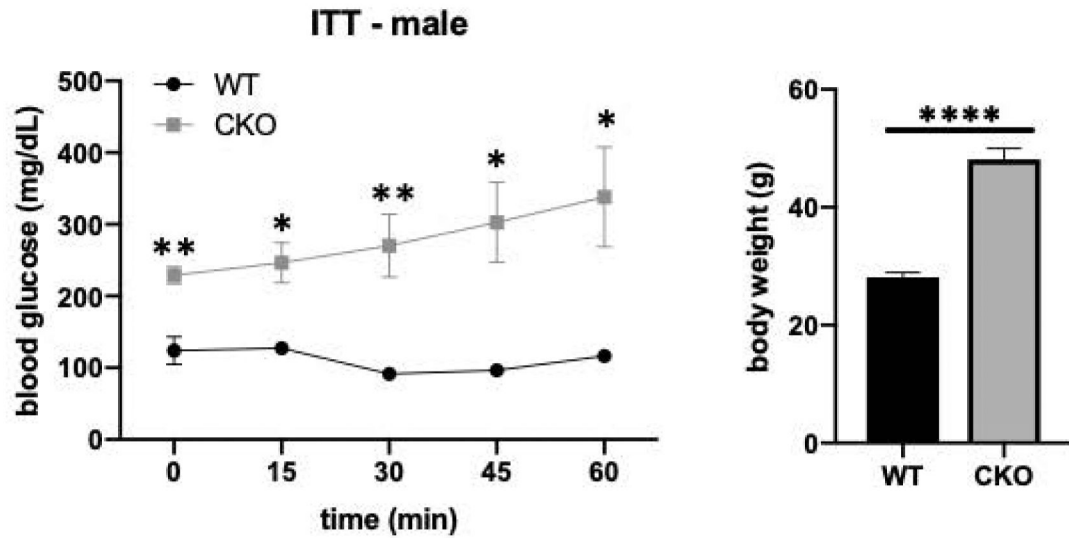 ITT - male
blood glucose (mg/dL)
500
400
300
200
100
0
WT
CKO
**
*
**
*
*
0 15 30 45 60
time (min)
body weight (g)
60
40
20
0
****
WT CKO